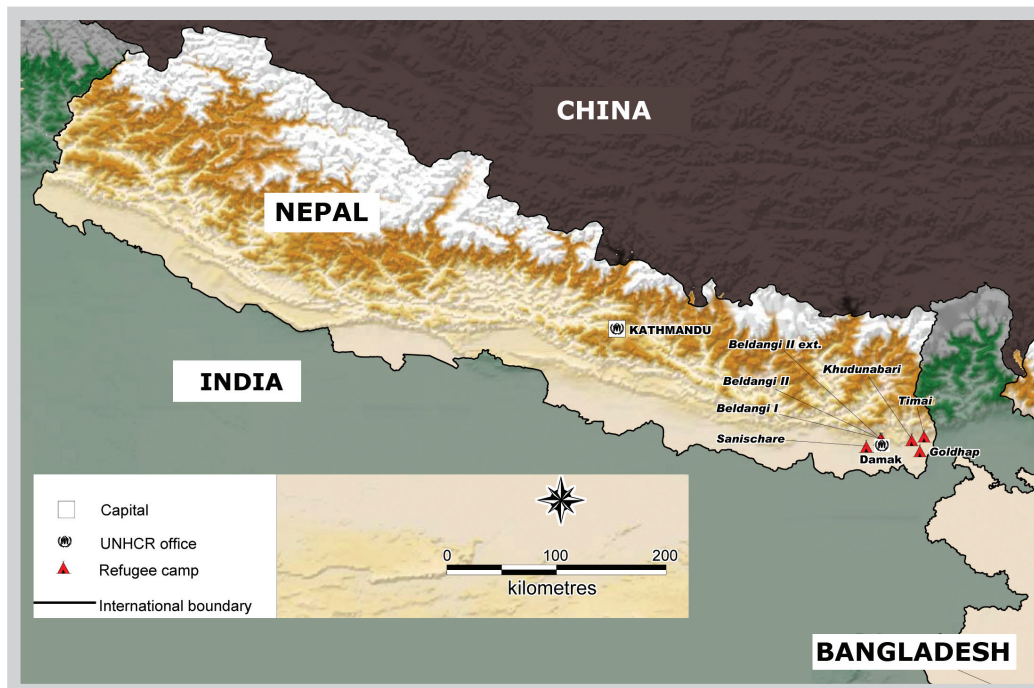 CHINA
NEPAL
KATHMANDU
Beldangi II ext.
Khudunabari
INDIA
Beldangi II
Timai
Beldangi I
Sanischare
Goldhap
Damak
Capital
UNHCR office
Refugee camp
International boundary
0 100 200
kilometres
BANGLADESH